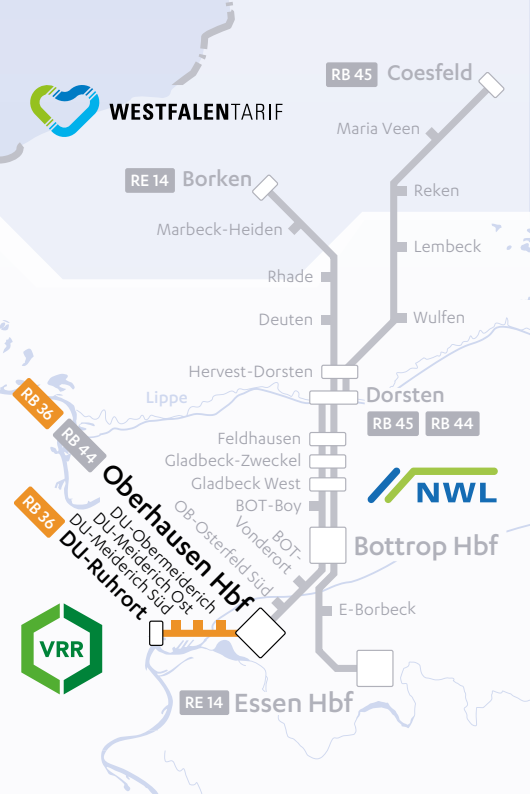 RB 45 Coesfeld
WESTFALENTARIF
Maria Veen
RE 14 Borken
Reken
Marbeck-Heiden
Lembeck
Rhade
Deuten
Wulfen
Hervest-Dorsten
Lippe
Dorsten
RB 45 RB 44
RB 36
RB 44
Oberhausen Hbf
Feldhausen
Gladbeck-Zweckel
Gladbeck West
BOT-Boy
NWL
BOT-
Vonderort
OB-Osterfeld Süd
Bottrop Hbf
RB 36
DU-Obermeiderich
DU-Meiderich Ost
DU-Meiderich Süd
DU-Ruhrort
E-Borbeck
VRR
RE 14 Essen Hbf